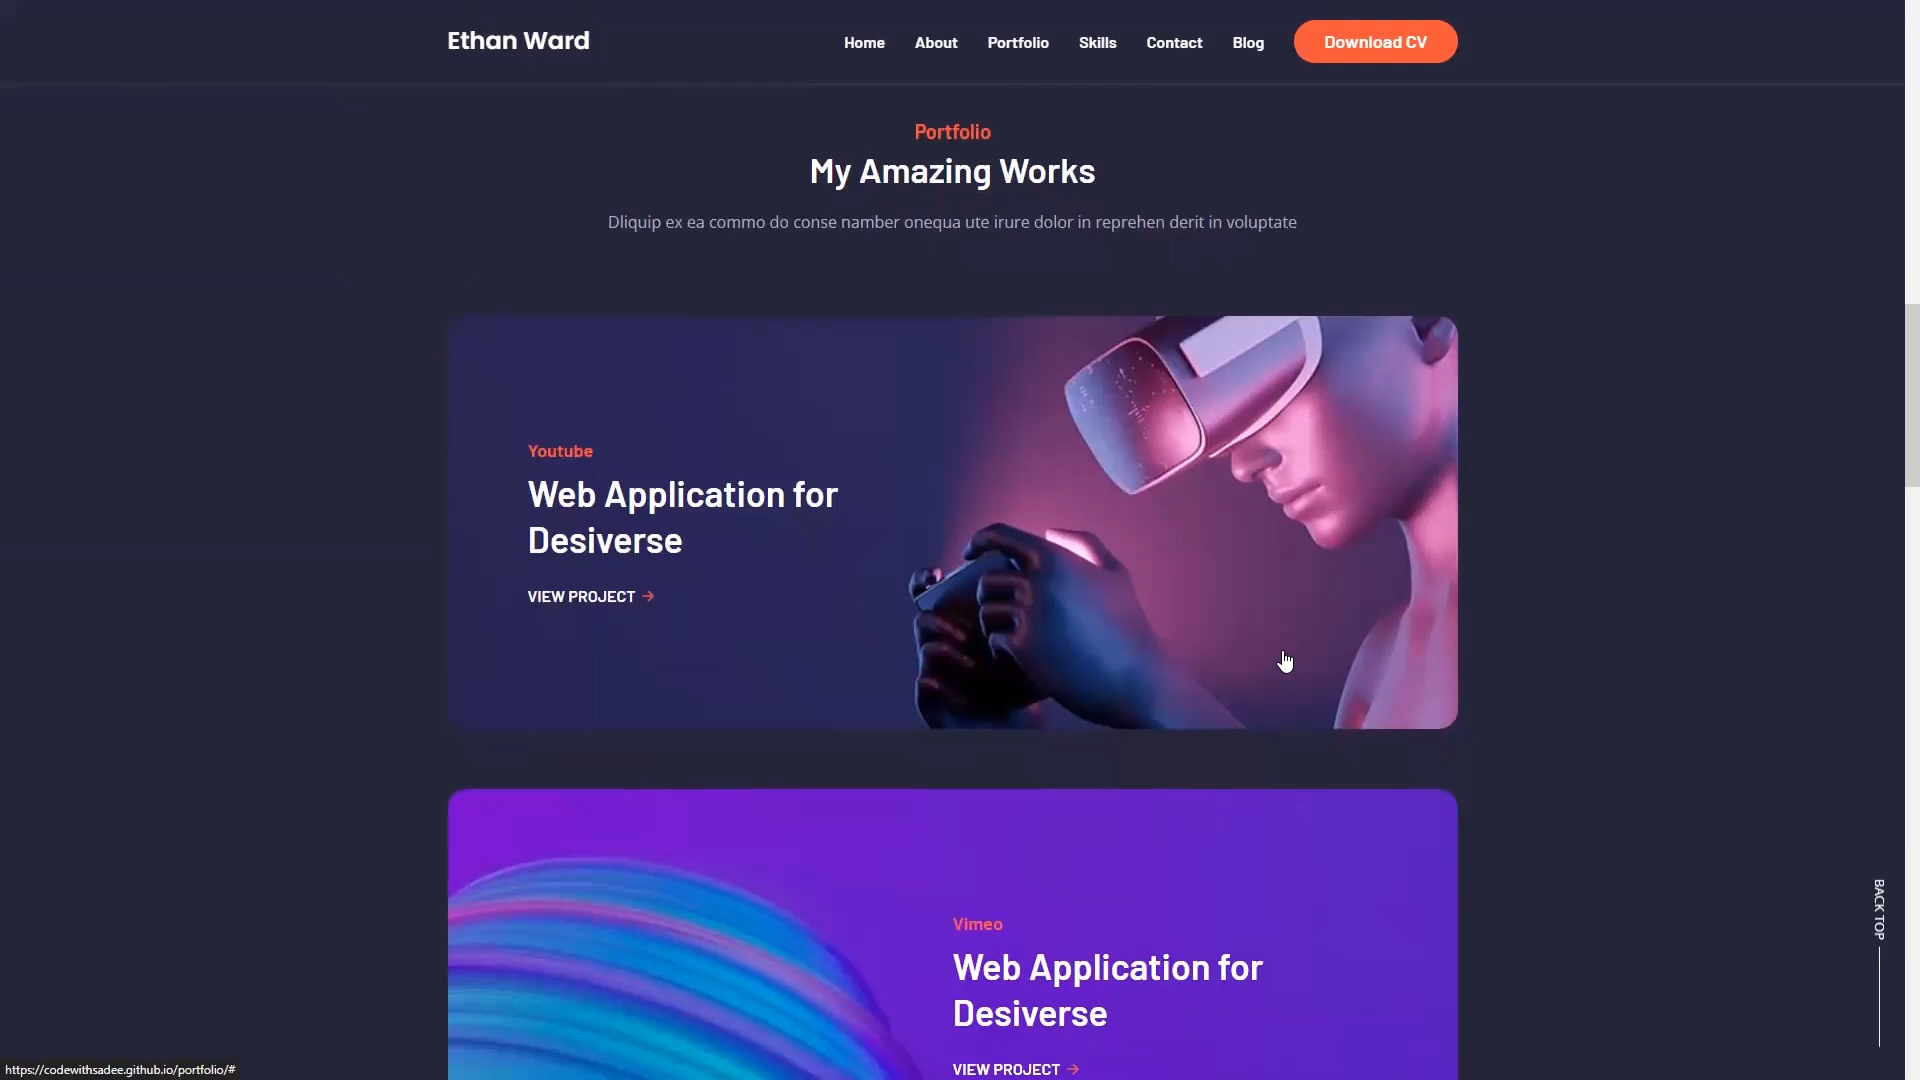 Ethan Ward
Home
About
Portfolio
Skills
Contact
Blog
Download CV
Portfolio
My Amazing Works
Dliquip ex ea commo do conse namber onequa ute irure dolor in reprehen derit in voluptate
Youtube
Web Application for
Desiverse
VIEW PROJECT →
Vimeo
Web Application for
Desiverse
VIEW PROJECT →
BACK TOP
https://codewithsadee.github.io/portfolio/#